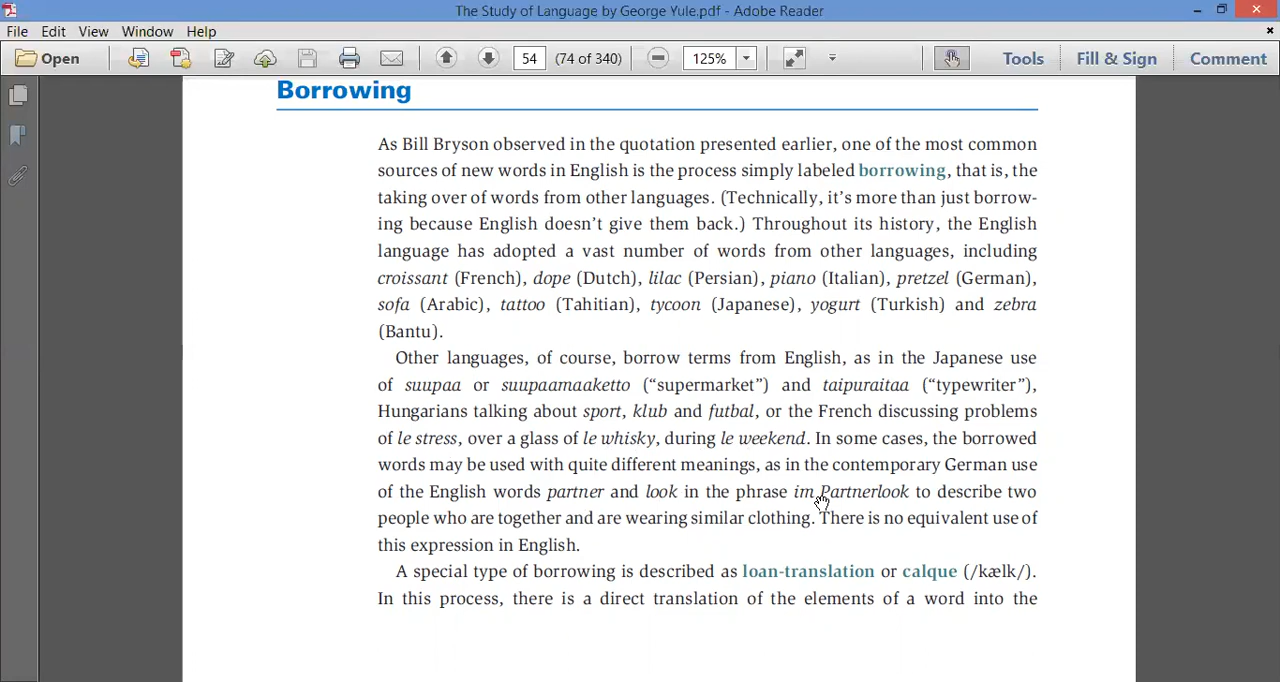 The Study of Language by George Yule.pdf - Adobe Reader
File Edit View Window Help
Open 54 (74 of 340) 125% Tools Fill & Sign Comment
Borrowing
As Bill Bryson observed in the quotation presented earlier, one of the most common
sources of new words in English is the process simply labeled borrowing, that is, the
taking over of words from other languages. (Technically, it's more than just borrow-
ing because English doesn't give them back.) Throughout its history, the English
language has adopted a vast number of words from other languages, including
croissant (French), dope (Dutch), lilac (Persian), piano (Italian), pretzel (German),
sofa (Arabic), tattoo (Tahitian), tycoon (Japanese), yogurt (Turkish) and zebra
(Bantu).
Other languages, of course, borrow terms from English, as in the Japanese use
of suupaa or suupaamaaketto ("supermarket") and taipuraitaa ("typewriter"),
Hungarians talking about sport, klub and futbal, or the French discussing problems
of le stress, over a glass of le whisky, during le weekend. In some cases, the borrowed
words may be used with quite different meanings, as in the contemporary German use
of the English words partner and look in the phrase im Partnerlook to describe two
people who are together and are wearing similar clothing. There is no equivalent use of
this expression in English.
A special type of borrowing is described as loan-translation or calque (/kælk/).
In this process, there is a direct translation of the elements of a word into the